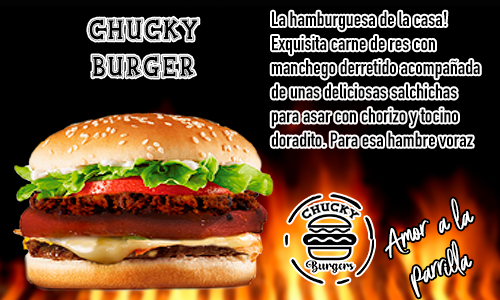 CHUCKY
BURGER
La hamburguesa de la casa!
Exquisita carne de res con
manchego derretido acompañada
de unas deliciosas salchichas
para asar con chorizo y tocino
doradito. Para esa hambre voraz
CHUCKY
Burgers
Amor a la
parrilla